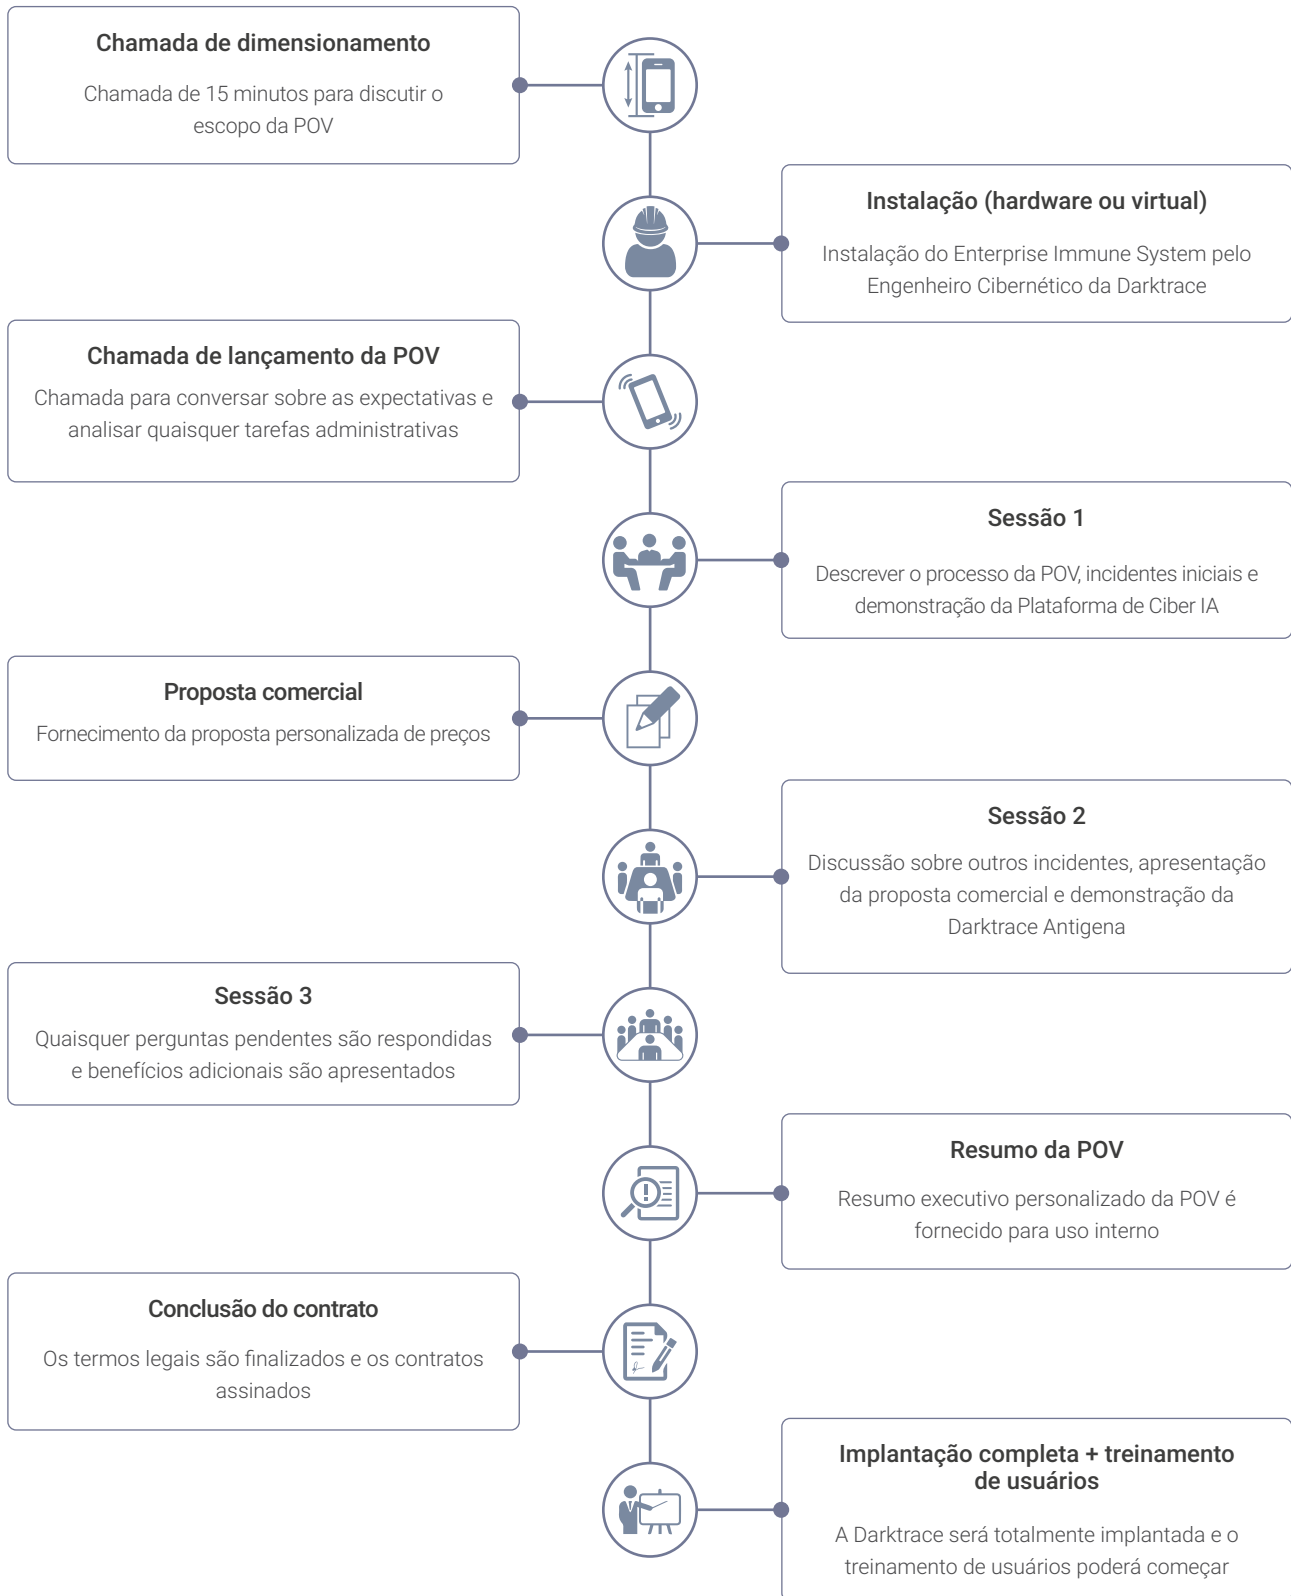 Chamada de dimensionamento
Chamada de 15 minutos para discutir o
escopo da POV
Instalação (hardware ou virtual)
Instalação do Enterprise Immune System pelo
Engenheiro Cibernético da Darktrace
Chamada de lançamento da POV
Chamada para conversar sobre as expectativas e
analisar quaisquer tarefas administrativas
Sessão 1
Descrever o processo da POV, incidentes iniciais e
demonstração da Plataforma de Ciber IA
Proposta comercial
Fornecimento da proposta personalizada de preços
Sessão 2
Discussão sobre outros incidentes, apresentação
da proposta comercial e demonstração da
Darktrace Antigena
Sessão 3
Quaisquer perguntas pendentes são respondidas
e benefícios adicionais são apresentados
Resumo da POV
Resumo executivo personalizado da POV é
fornecido para uso interno
Conclusão do contrato
Os termos legais são finalizados e os contratos
assinados
Implantação completa + treinamento
de usuários
A Darktrace será totalmente implantada e o
treinamento de usuários poderá começar